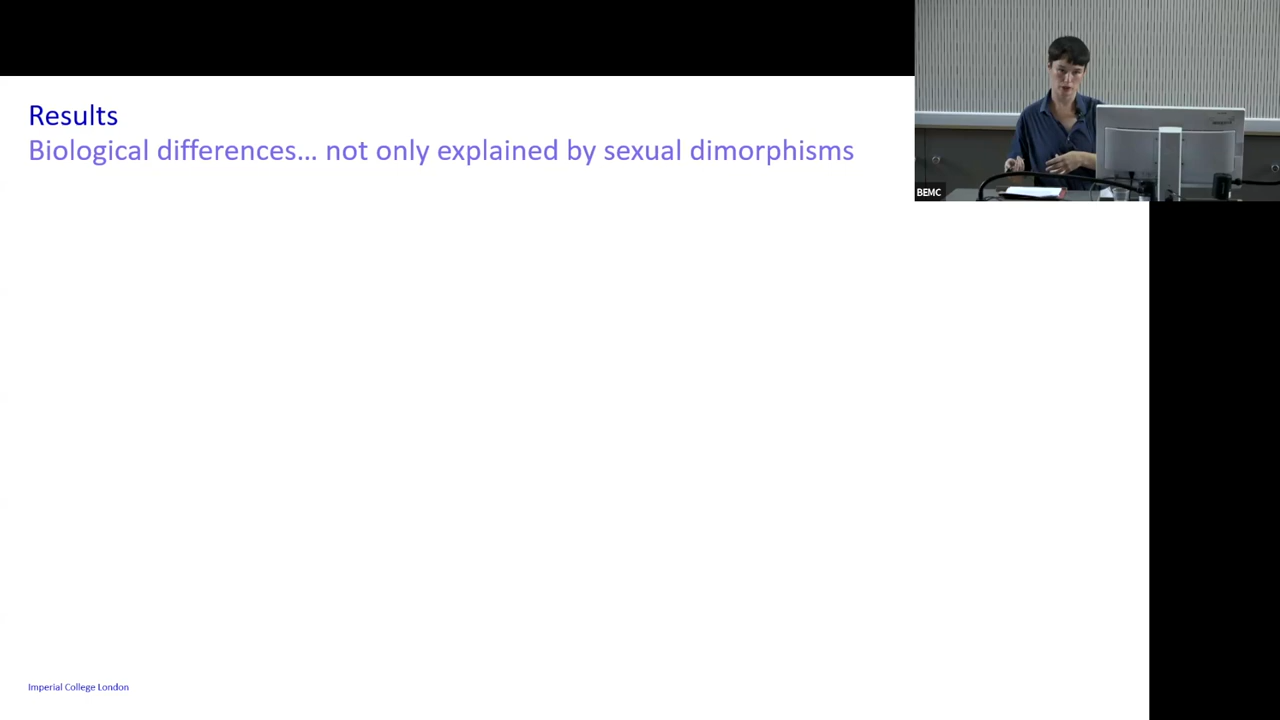 Results
Biological differences... not only explained by sexual dimorphisms
BEMC
Imperial College London